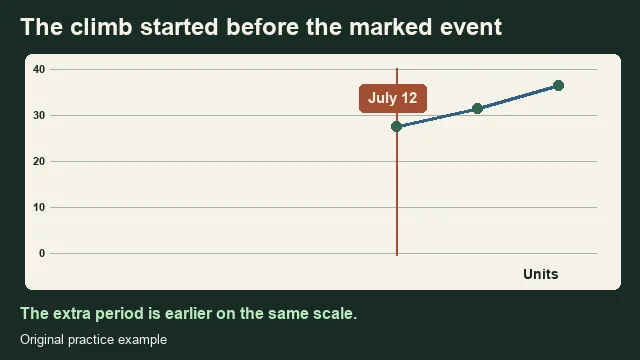 The climb started before the marked event
40
July 12
30
20
10
0
Units
The extra period is earlier on the same scale.
Original practice example